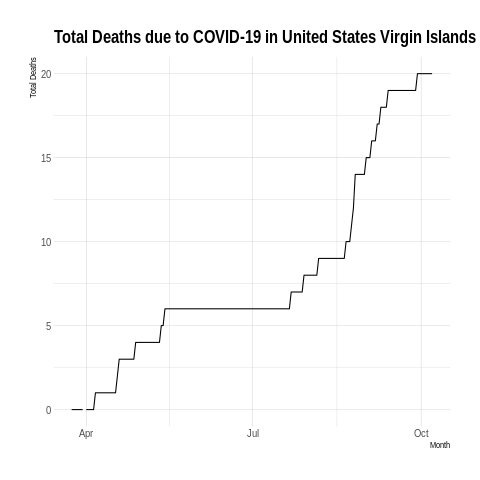 Total Deaths due to COVID-19 in United States Virgin Islands
Total Deaths
20
15
10
5
0
Apr
Jul
Oct
Month